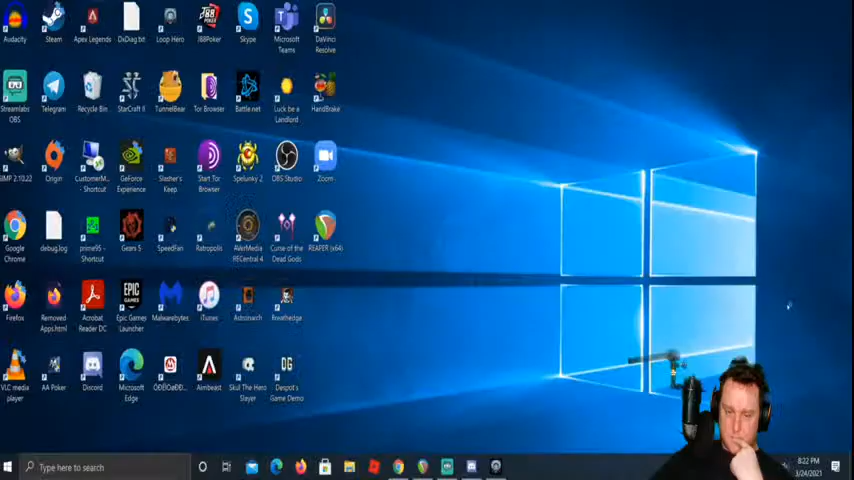 Audacity
Steam
Apex Legends
DxDiag.txt
Loop Hero
J88Poker
Skype
Microsoft
Teams
DaVinci
Resolve
Streamlabs
OBS
Telegram
Recycle Bin
StarCraft II
TunnelBear
Tor Browser
Battle.net
Luck be a
Landlord
HandBrake
GIMP 2.10.22
Origin
CustomerM...
- Shortcut
GeForce
Experience
Slasher's
Keep
Start Tor
Browser
Spelunky 2
OBS Studio
Zoom
Google
Chrome
debug.log
prime95 -
Shortcut
Gears 5
SpeedFan
Ratropolis
AVerMedia
RECentral 4
Curse of the
Dead Gods
REAPER (x64)
Firefox
Removed
Apps.html
Acrobat
Reader DC
Epic Games
Launcher
Malwarebytes
iTunes
Astronarch
Breathedge
VLC media
player
AA Poker
Discord
Microsoft
Edge
Aimbeast
Skul The Hero
Slayer
Despot's
Game Demo
Type here to search
8:22 PM
3/24/2021